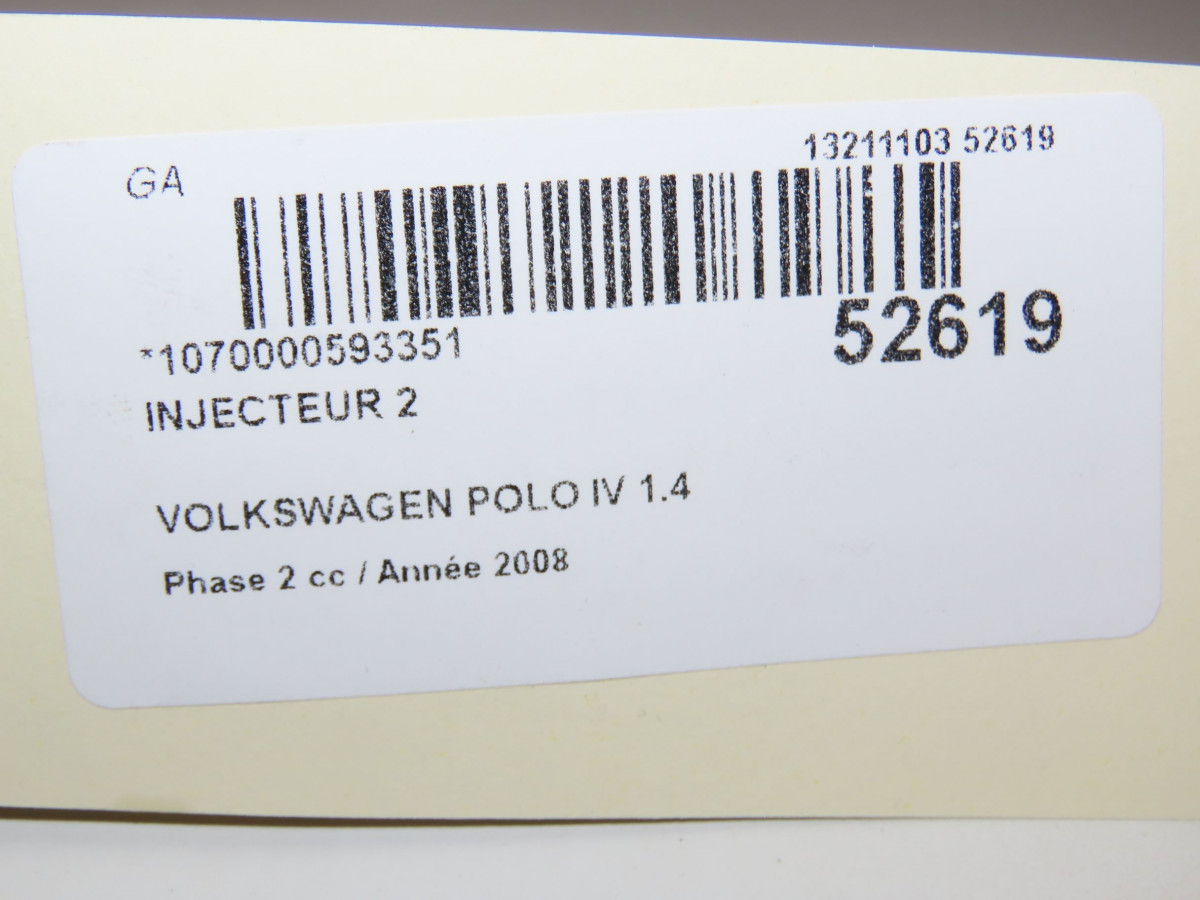 13211103 52619
GA
*1070000593351
52619
INJECTEUR 2
VOLKSWAGEN POLO IV 1.4
Phase 2 cc / Année 2008